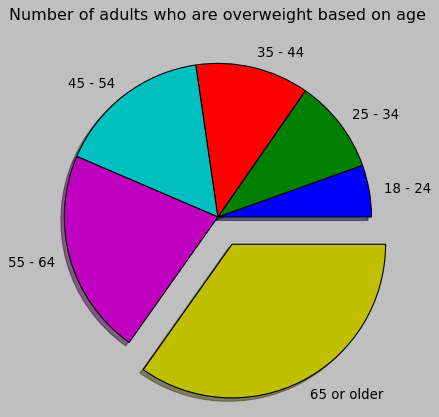 Number of adults who are overweight based on age
35 - 44
45 - 54
25 - 34
18 - 24
55 - 64
65 or older